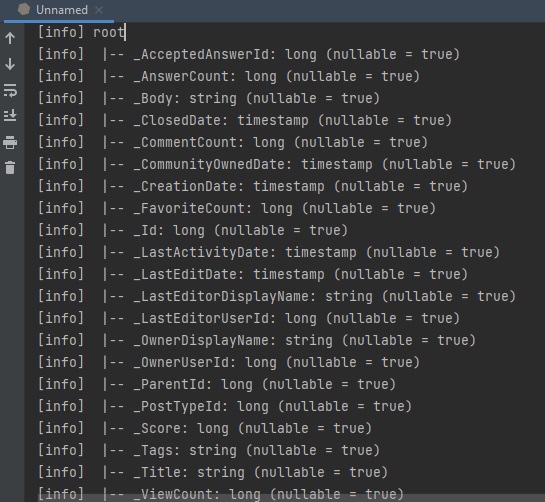 Unnamed
[info] root
[info]  |-- _AcceptedAnswerId: long (nullable = true)
[info]  |-- _AnswerCount: long (nullable = true)
[info]  |-- _Body: string (nullable = true)
[info]  |-- _ClosedDate: timestamp (nullable = true)
[info]  |-- _CommentCount: long (nullable = true)
[info]  |-- _CommunityOwnedDate: timestamp (nullable = true)
[info]  |-- _CreationDate: timestamp (nullable = true)
[info]  |-- _FavoriteCount: long (nullable = true)
[info]  |-- _Id: long (nullable = true)
[info]  |-- _LastActivityDate: timestamp (nullable = true)
[info]  |-- _LastEditDate: timestamp (nullable = true)
[info]  |-- _LastEditorDisplayName: string (nullable = true)
[info]  |-- _LastEditorUserId: long (nullable = true)
[info]  |-- _OwnerDisplayName: string (nullable = true)
[info]  |-- _OwnerUserId: long (nullable = true)
[info]  |-- _ParentId: long (nullable = true)
[info]  |-- _PostTypeId: long (nullable = true)
[info]  |-- _Score: long (nullable = true)
[info]  |-- _Tags: string (nullable = true)
[info]  |-- _Title: string (nullable = true)
[info]  |-- _ViewCount: long (nullable = true)